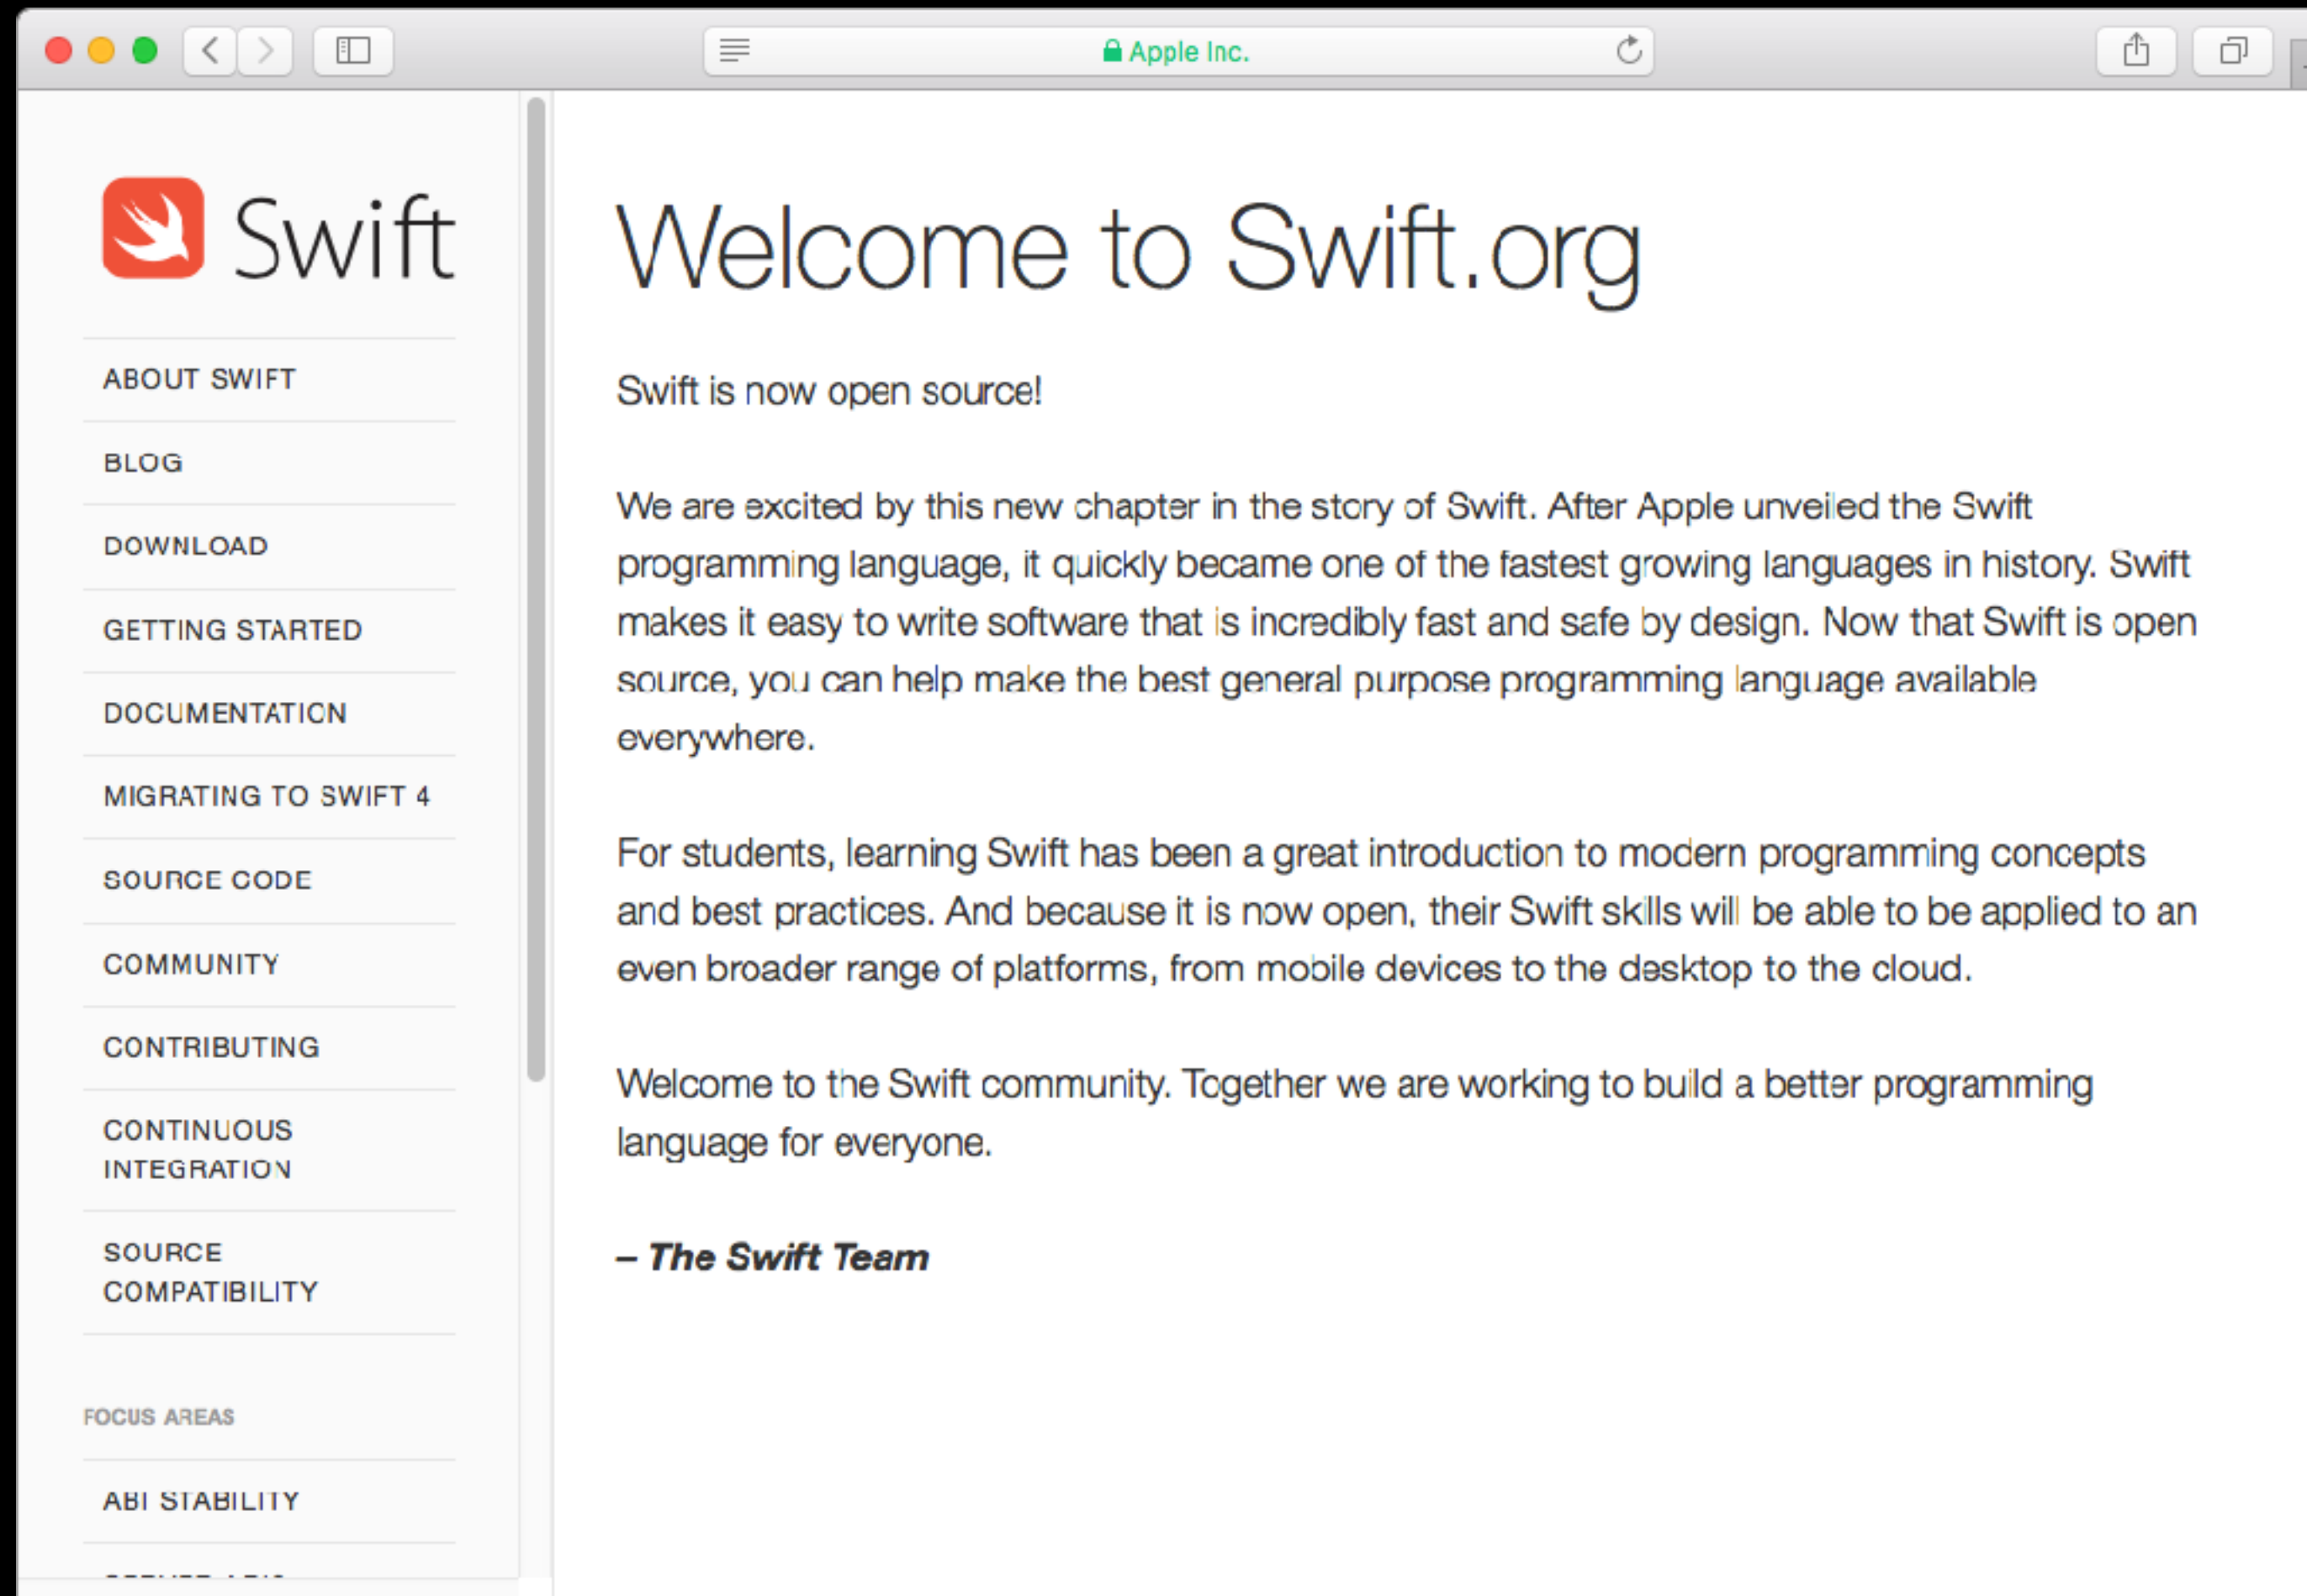 Apple Inc.
Swift
ABOUT SWIFT
BLOG
DOWNLOAD
GETTING STARTED
DOCUMENTATION
MIGRATING TO SWIFT 4
SOURCE CODE
COMMUNITY
CONTRIBUTING
CONTINUOUS
INTEGRATION
SOURCE
COMPATIBILITY
FOCUS AREAS
ABI STABILITY
Welcome to Swift.org
Swift is now open source!
We are excited by this new chapter in the story of Swift. After Apple unveiled the Swift
programming language, it quickly became one of the fastest growing languages in history. Swift
makes it easy to write software that is incredibly fast and safe by design. Now that Swift is open
source, you can help make the best general purpose programming language available
everywhere.
For students, learning Swift has been a great introduction to modern programming concepts
and best practices. And because it is now open, their Swift skills will be able to be applied to an
even broader range of platforms, from mobile devices to the desktop to the cloud.
Welcome to the Swift community. Together we are working to build a better programming
language for everyone.
– The Swift Team